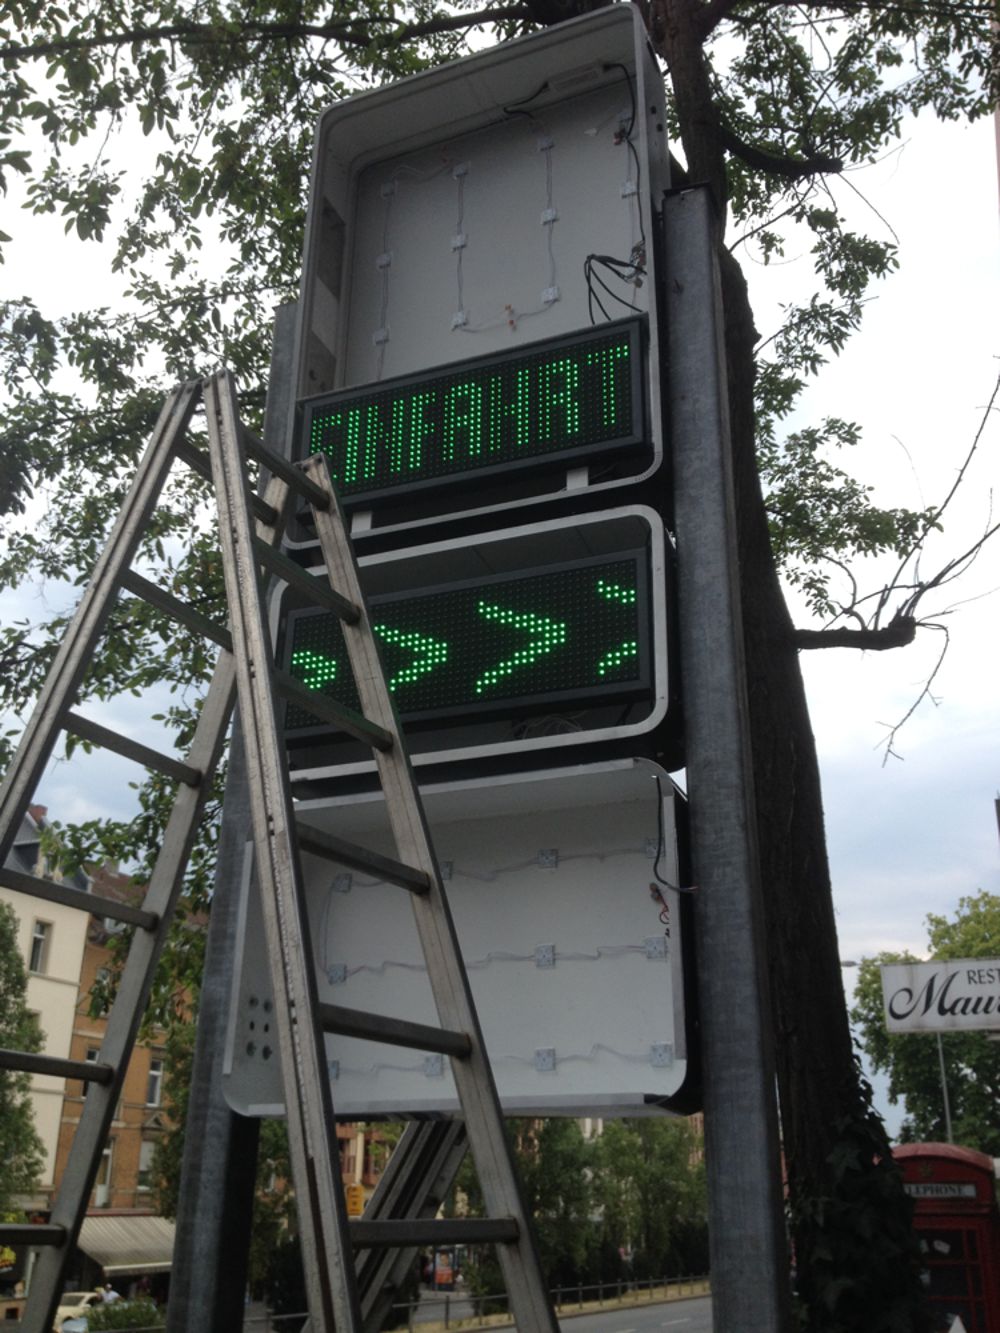 EINFAHRT
> > > >
REST
Mau
TELEPHONE